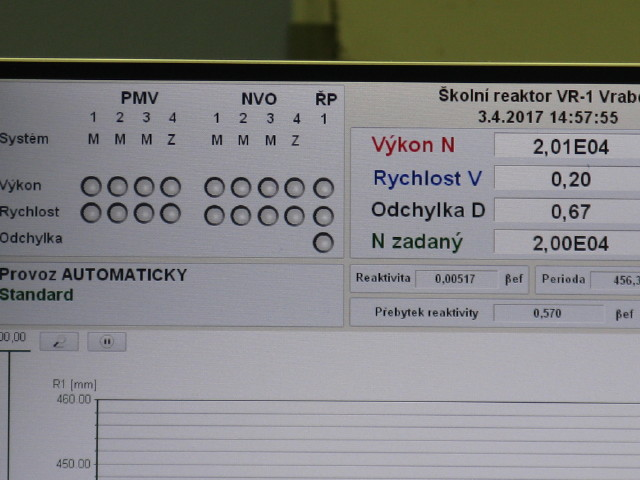 PMV NVO ŘP
1 2 3 4 1 2 3 4 1
Systém M M M Z M M M Z
Výkon
Rychlost
Odchylka
Provoz AUTOMATICKY
Standard
Školní reaktor VR-1
3.4.2017 14:57:55
Výkon N 2,01E04
Rychlost V 0,20
Odchylka D 0,67
N zadaný 2,00E04
Reaktivita 0,00517 βef Perioda 456,3
Přebytek reaktivity 0,570 βef
00,00
R1 [mm]
460.00
450.00